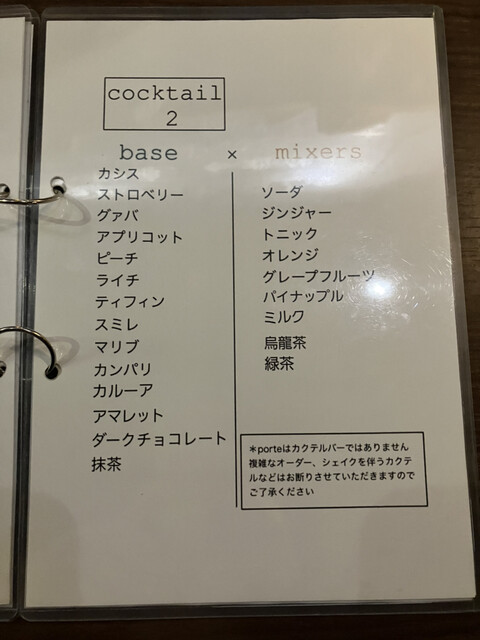 cocktail
2
base × mixers
カシス
ストロベリー
グァバ
アプリコット
ピーチ
ライチ
ティフィン
スミレ
マリブ
カンパリ
カルーア
アマレット
ダークチョコレート
抹茶
ソーダ
ジンジャー
トニック
オレンジ
グレープフルーツ
パイナップル
ミルク
烏龍茶
緑茶
*porteはカクテルバーではありません
複雑なオーダー、シェイクを伴うカクテ
ルなどはお断りさせていただきますので
ご了承ください